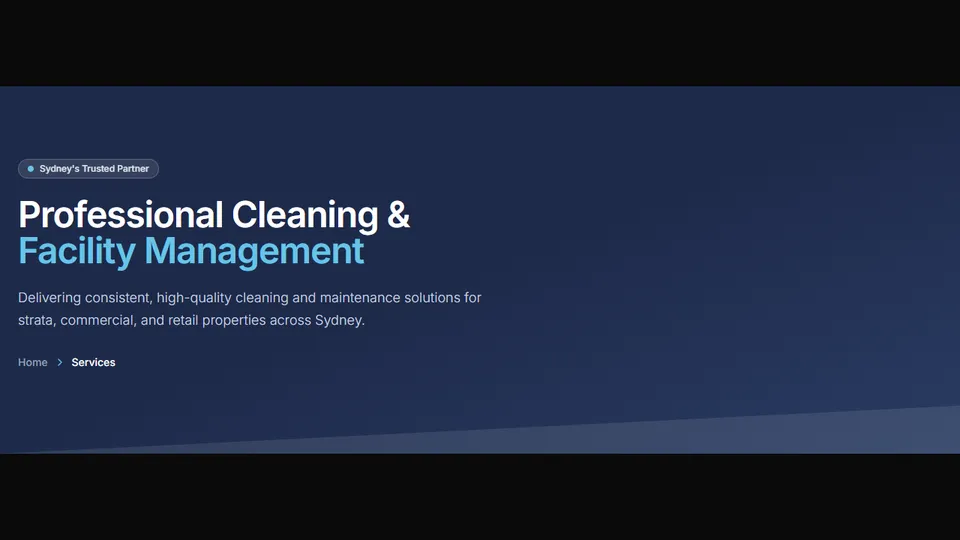 Sydney's Trusted Partner
Professional Cleaning &
Facility Management
Delivering consistent, high-quality cleaning and maintenance solutions for
strata, commercial, and retail properties across Sydney.
Home > Services